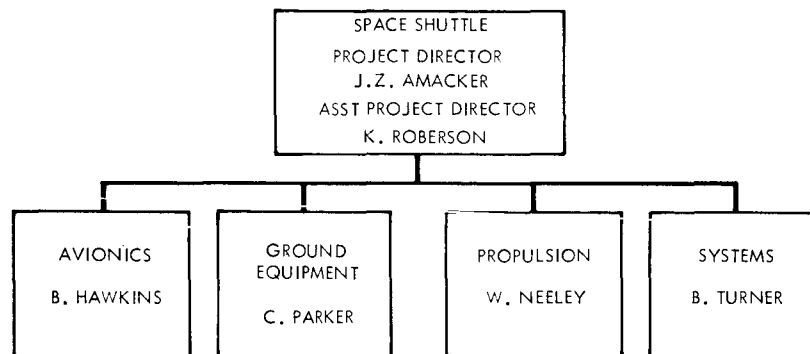 SPACE SHUTTLE
PROJECT DIRECTOR
J.Z. AMACKER
ASST PROJECT DIRECTOR
K. ROBERSON
AVIONICS
B. HAWKINS
GROUND
EQUIPMENT
C. PARKER
PROPULSION
W. NEELEY
SYSTEMS
B. TURNER